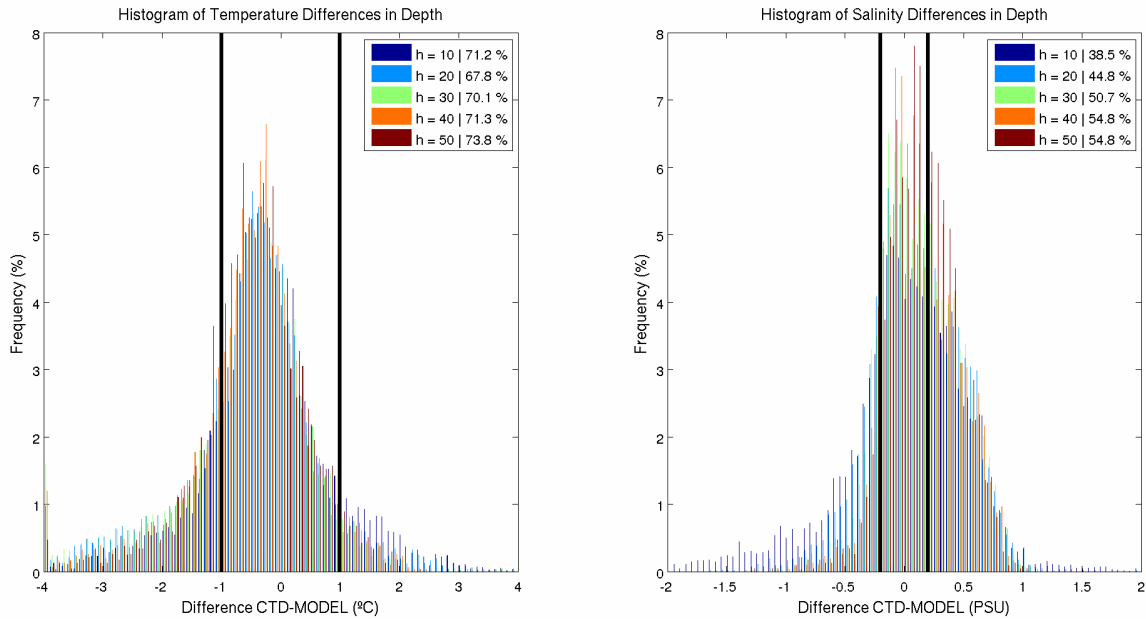 Histogram of Temperature Differences in Depth
8
7
6
5
4
3
2
1
0
Frequency (%)
h = 10 | 71.2 %
h = 20 | 67.8 %
h = 30 | 70.1 %
h = 40 | 71.3 %
h = 50 | 73.8 %
-4 -3 -2 -1 0 1 2 3 4
Difference CTD-MODEL (ºC)
Histogram of Salinity Differences in Depth
8
7
6
5
4
3
2
1
0
Frequency (%)
h = 10 | 38.5 %
h = 20 | 44.8 %
h = 30 | 50.7 %
h = 40 | 54.8 %
h = 50 | 54.8 %
-2 -1.5 -1 -0.5 0 0.5 1 1.5 2
Difference CTD-MODEL (PSU)